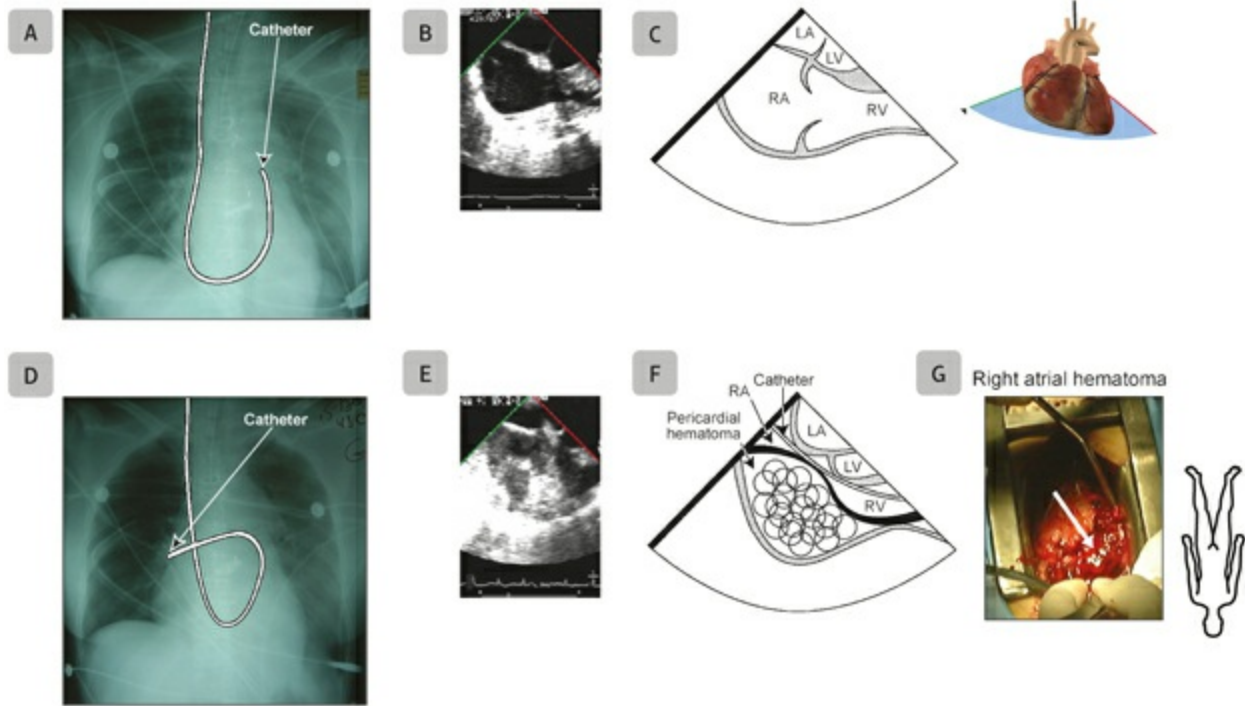 A
Catheter
B
C
LA
LV
RA
RV
D
Catheter
E
F
Catheter
RA
Pericardial
hematoma
LA
LV
RV
G
Right atrial hematoma